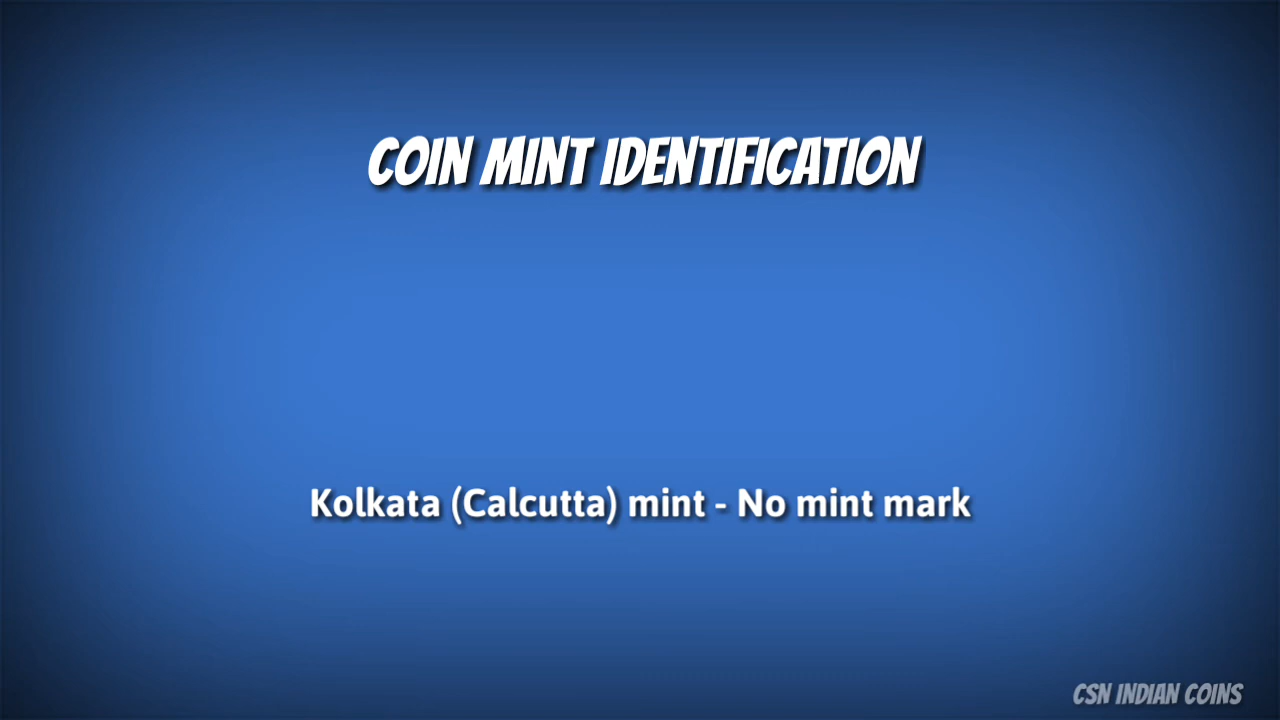 COIN MINT IDENTIFICATION
Kolkata (Calcutta) mint - No mint mark
CSN INDIAN COINS